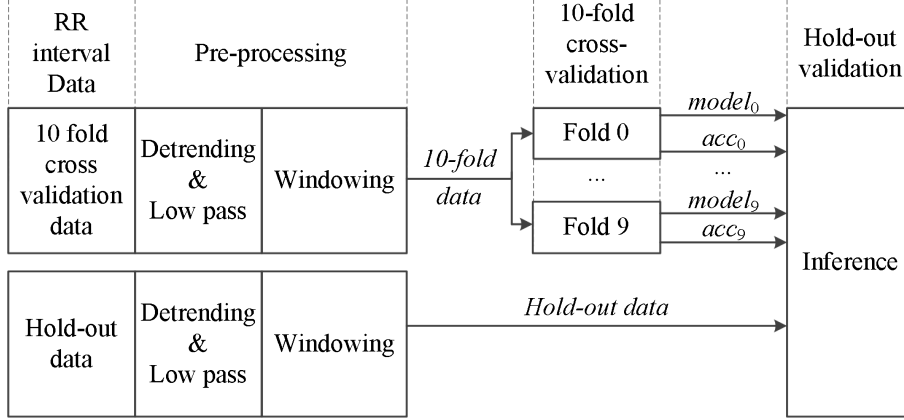 RR
interval
Data
Pre-processing
10-fold
cross-
validation
Hold-out
validation
10 fold
cross
validation
data
Detrending
&
Low pass
Windowing
10-fold
data
Fold 0
...
Fold 9
model0
acc0
...
model9
acc9
Inference
Hold-out
data
Detrending
&
Low pass
Windowing
Hold-out data